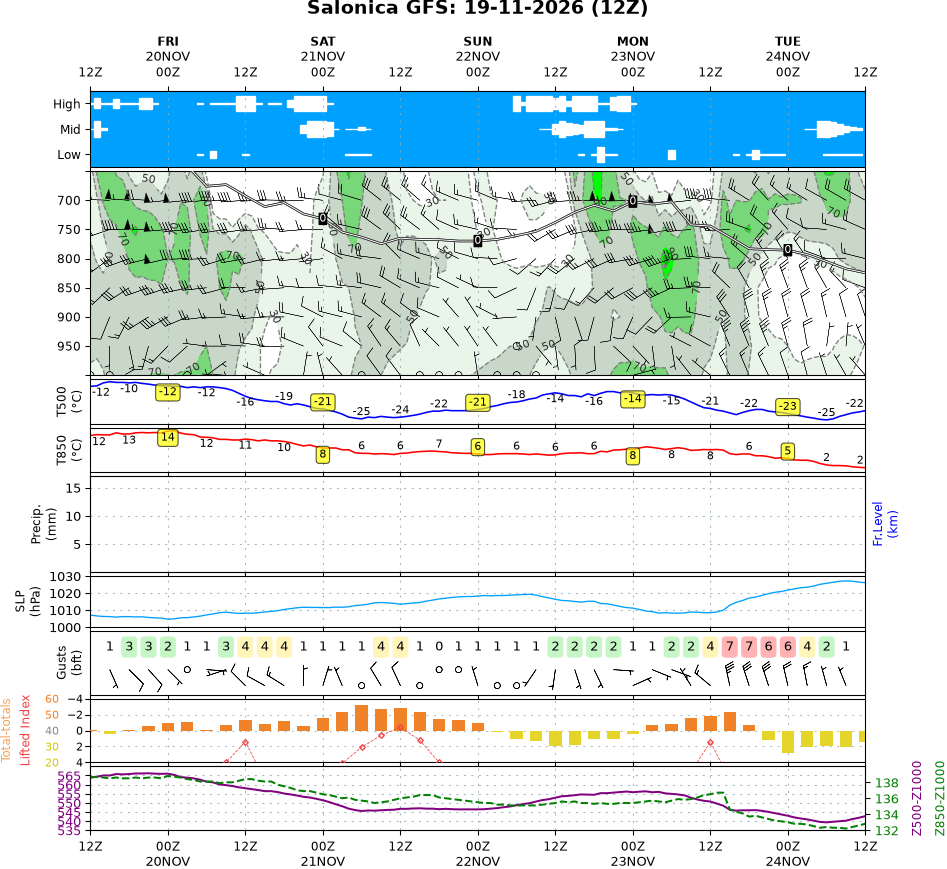 Salonica GFS: 19-11-2026 (12Z)
FRI SAT SUN MON TUE
20NOV 21NOV 22NOV 23NOV 24NOV
12Z 00Z 12Z 00Z 12Z 00Z 12Z 00Z 12Z 00Z 12Z
High
Mid
Low
700
750
800
850
900
950
0 0 0 0
T500 (°C)
-12 -10 -12 -12 -16 -19 -21 -25 -24 -22 -21 -18 -14 -16 -14 -15 -21 -22 -23 -25 -22
T850 (°C)
12 13 14 12 11 10 8 6 6 7 6 6 6 6 8 8 8 6 5 2 2
Precip. (mm)
15
10
5
Fr.Level (km)
SLP (hPa)
1030
1020
1010
1000
Gusts (bft)
1 3 3 2 1 1 3 4 4 4 1 1 1 1 4 4 1 0 1 1 1 1 1 2 2 2 2 1 1 2 2 4 7 7 6 6 4 2 1
Total-totals
Lifted Index
60 −4
50 −2
40 0
30 2
20 4
565
560
555
550
545
540
535
138
136
134
132
Z500-Z1000
Z850-Z1000
12Z 00Z 12Z 00Z 12Z 00Z 12Z 00Z 12Z 00Z 12Z
20NOV 21NOV 22NOV 23NOV 24NOV